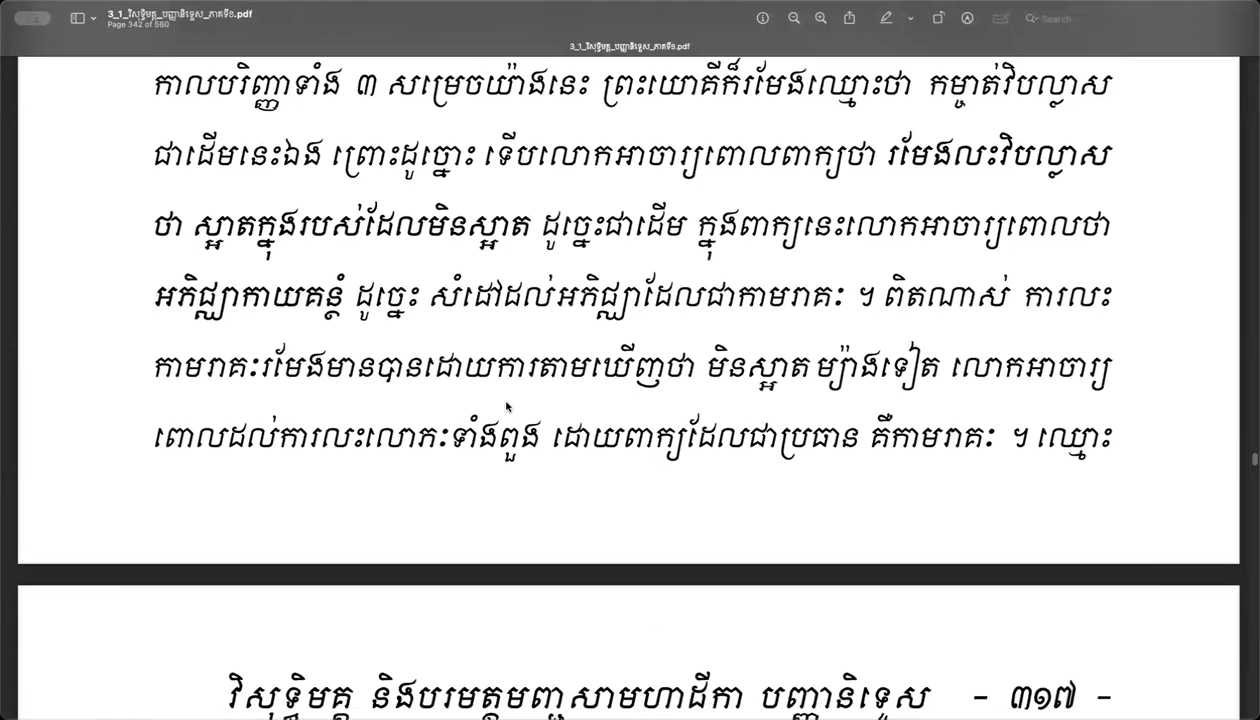 3_1_វិសុទ្ធិមគ្គ_បញ្ញានិទ្ទេស_ភាគទី៦.pdf
Page 342 of 560
Search
3_1_វិសុទ្ធិមគ្គ_បញ្ញានិទ្ទេស_ភាគទី៦.pdf
កាលបរិញ្ញាទាំង ៣ សម្រេចយ៉ាងនេះ ព្រះយោគីក៏រមែងឈ្មោះថា កម្ចាត់វិបល្លាស
ជាដើមនេះឯង ព្រោះដូច្នោះ ទើបលោកអាចារ្យពោលពាក្យថា រមែងលះវិបល្លាស
ថា ស្អាតក្នុងរបស់ដែលមិនស្អាត ដូច្នេះជាដើម ក្នុងពាក្យនេះលោកអាចារ្យពោលថា
អភិជ្ឈាកាយគន្ថំ ដូច្នេះ សំដៅដល់អភិជ្ឈាដែលជាកាមរាគៈ ។ ពិតណាស់ ការលះ
កាមរាគៈរមែងមានបានដោយការតាមឃើញថា មិនស្អាត ម្យ៉ាងទៀត លោកអាចារ្យ
ពោលដល់ការលះលោភៈទាំងពួង ដោយពាក្យដែលជាប្រធាន គឺកាមរាគៈ ។ ឈ្មោះ
វិសុទ្ធិមគ្គ និងបរមត្ថមញ្ជូសាមហាដីកា បញ្ញានិទ្ទេស - ៣១៧ -